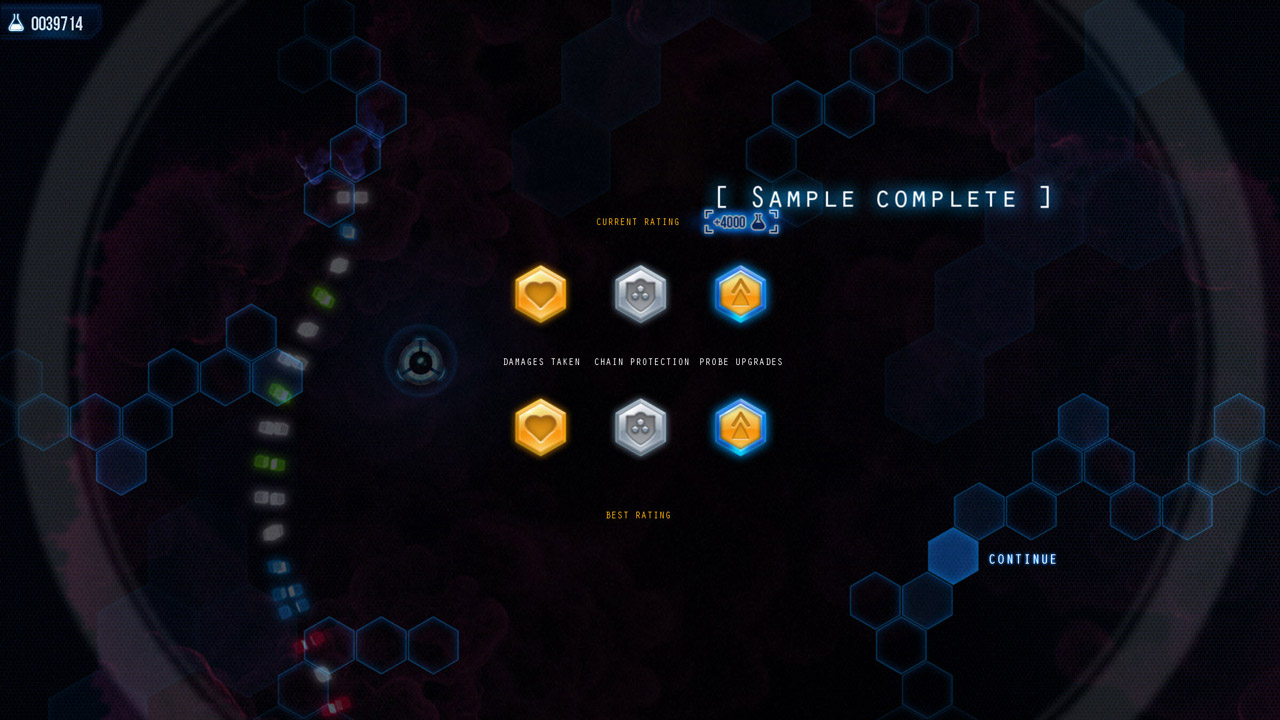 0039714
[ Sample complete ]
CURRENT RATING
+4000
DAMAGES TAKEN
CHAIN PROTECTION
PROBE UPGRADES
BEST RATING
CONTINUE